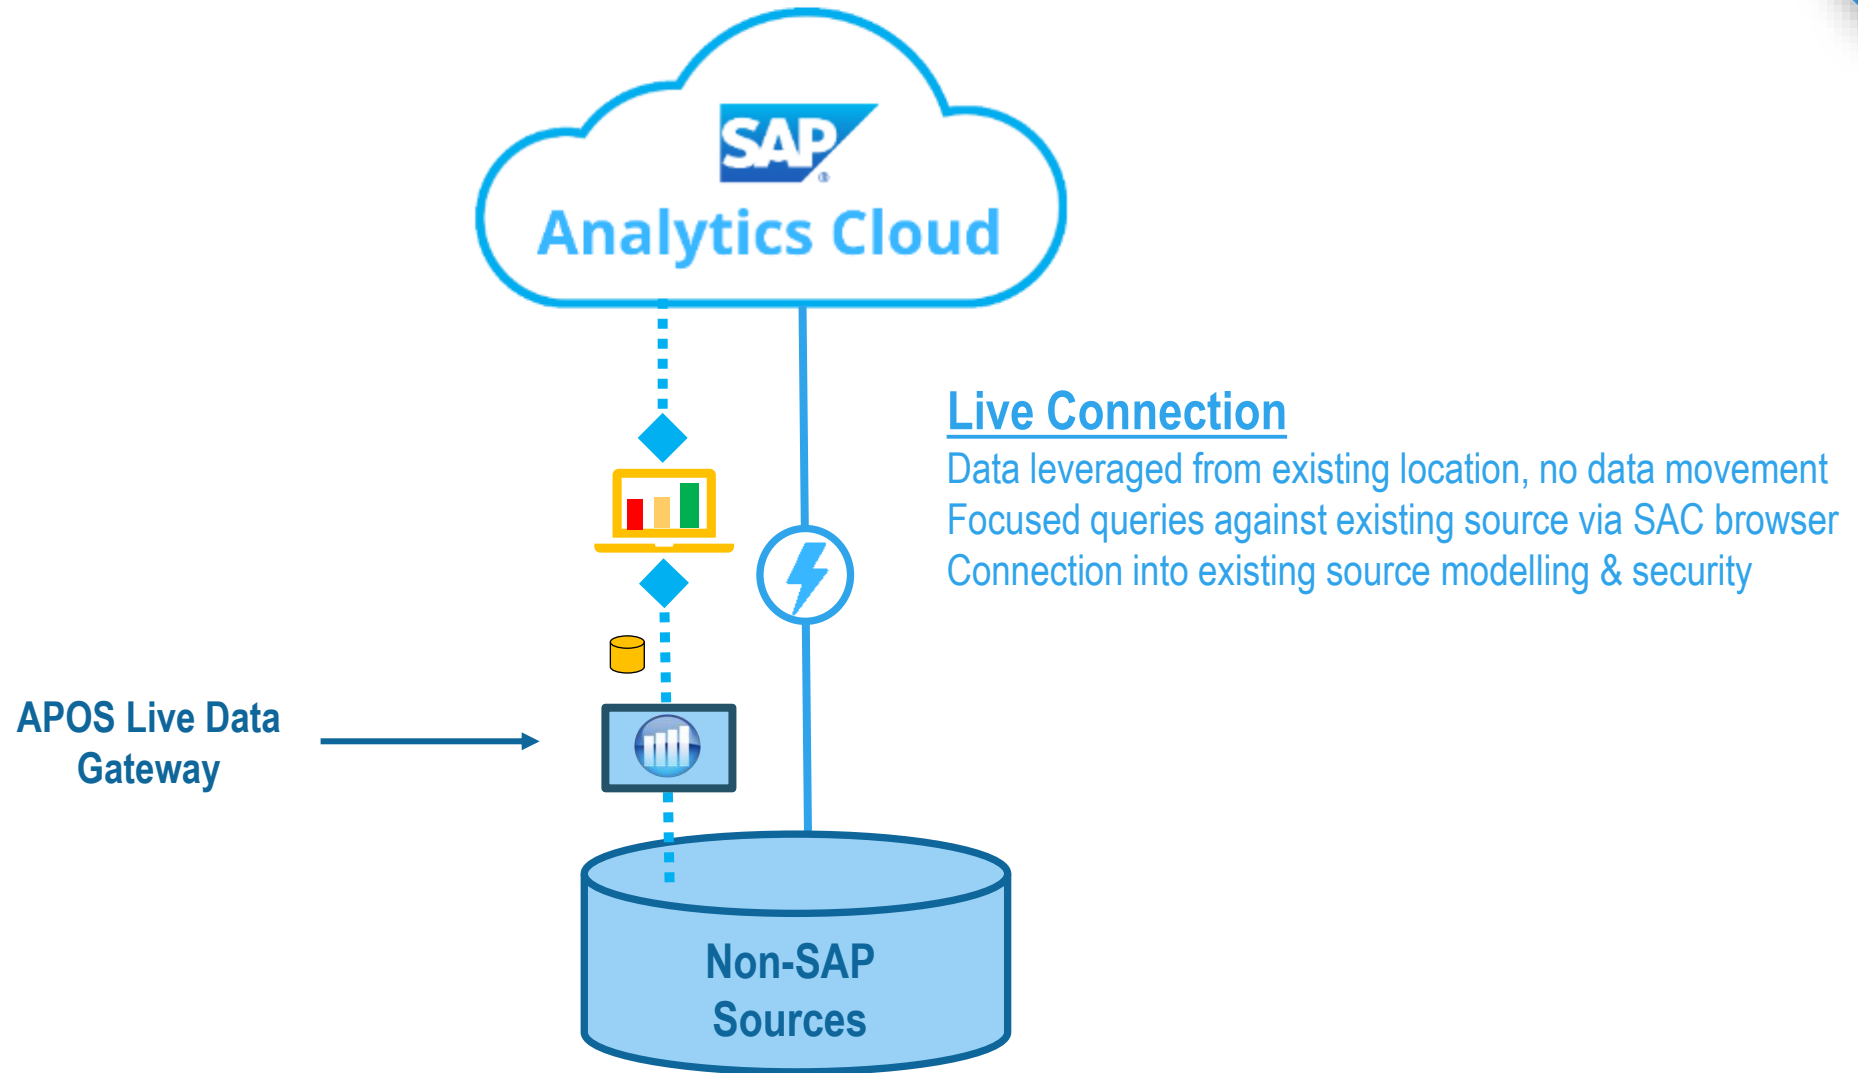 SAP
®
Analytics Cloud
Live Connection
Data leveraged from existing location, no data movement
Focused queries against existing source via SAC browser
Connection into existing source modelling & security
APOS Live Data
Gateway
Non-SAP
Sources